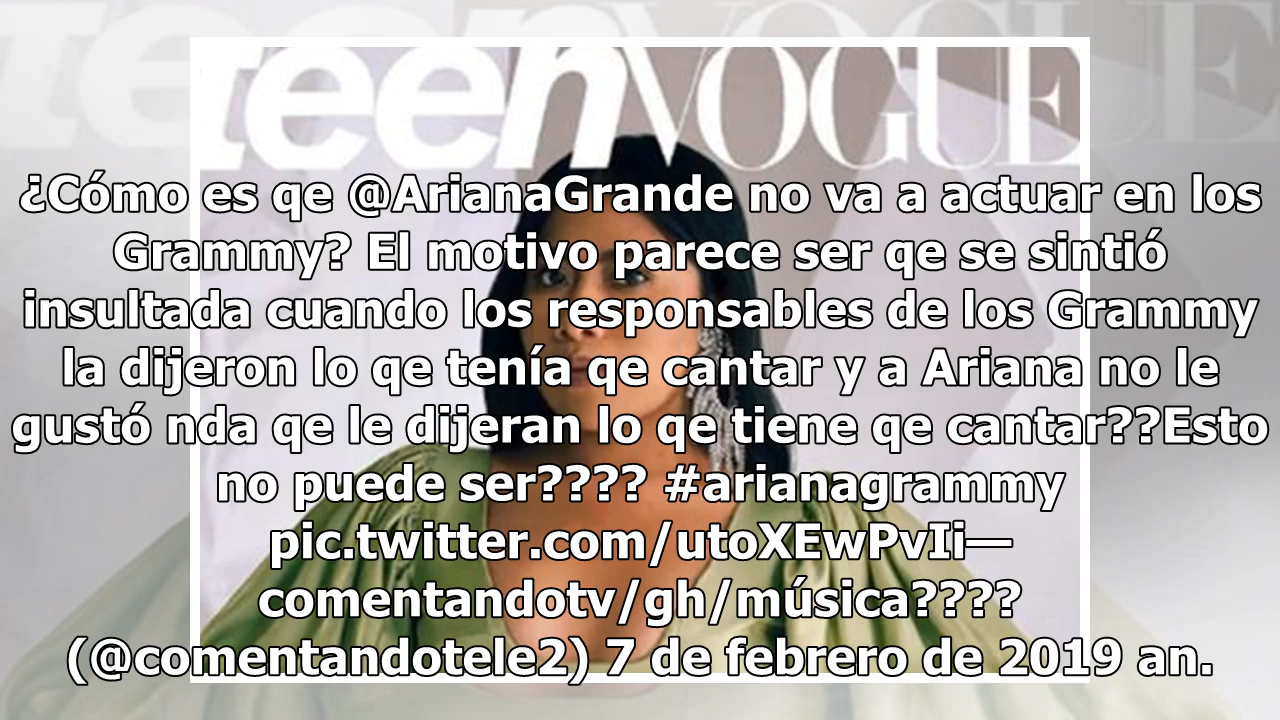 teen VOGUE
¿Cómo es qe @ArianaGrande no va a actuar en los
Grammy? El motivo parece ser qe se sintió
insultada cuando los responsables de los Grammy
la dijeron lo qe tenía qe cantar y a Ariana no le
gustó nda qe le dijeran lo qe tiene qe cantar??Esto
no puede ser???? #arianagrammy
pic.twitter.com/utoXEwPvIi—
comentandotv/gh/música????
(@comentandotele2) 7 de febrero de 2019 an.